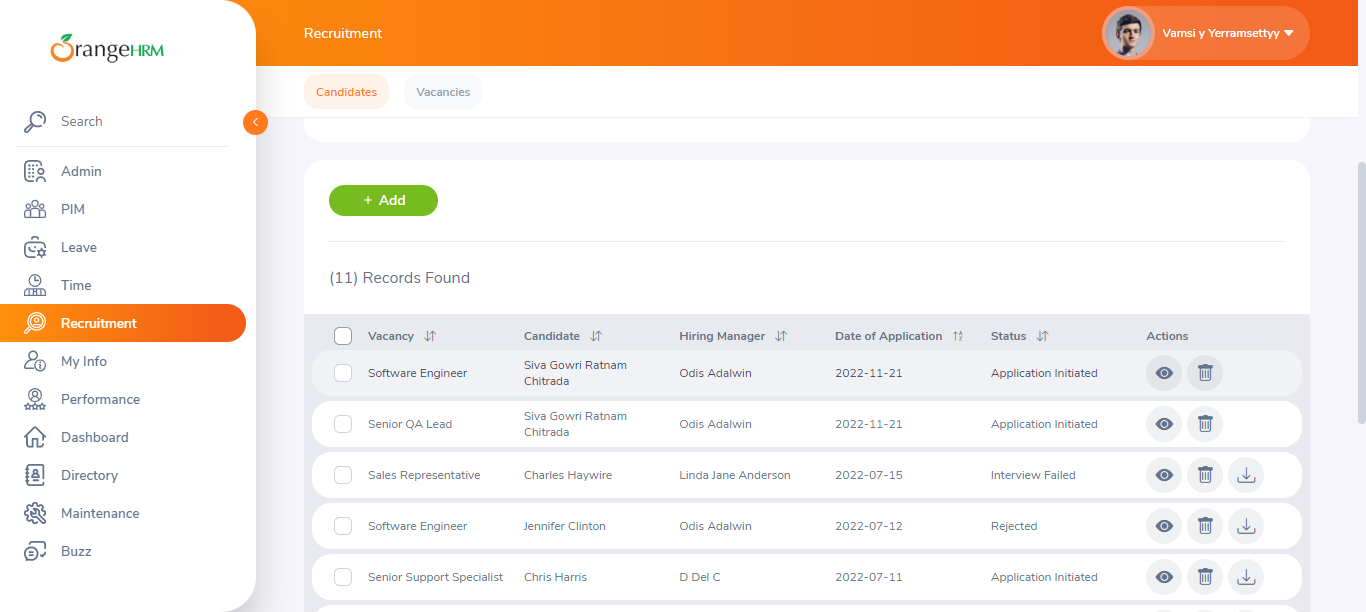 OrangeHRM
Recruitment
Vamsi y Yerramsettyy
Candidates
Vacancies
Search
Admin
PIM
Leave
Time
Recruitment
My Info
Performance
Dashboard
Directory
Maintenance
Buzz
+ Add
(11) Records Found
Vacancy Candidate Hiring Manager Date of Application Status Actions
Software Engineer Siva Gowri Ratnam Chitrada Odis Adalwin 2022-11-21 Application Initiated
Senior QA Lead Siva Gowri Ratnam Chitrada Odis Adalwin 2022-11-21 Application Initiated
Sales Representative Charles Haywire Linda Jane Anderson 2022-07-15 Interview Failed
Software Engineer Jennifer Clinton Odis Adalwin 2022-07-12 Rejected
Senior Support Specialist Chris Harris D Del C 2022-07-11 Application Initiated